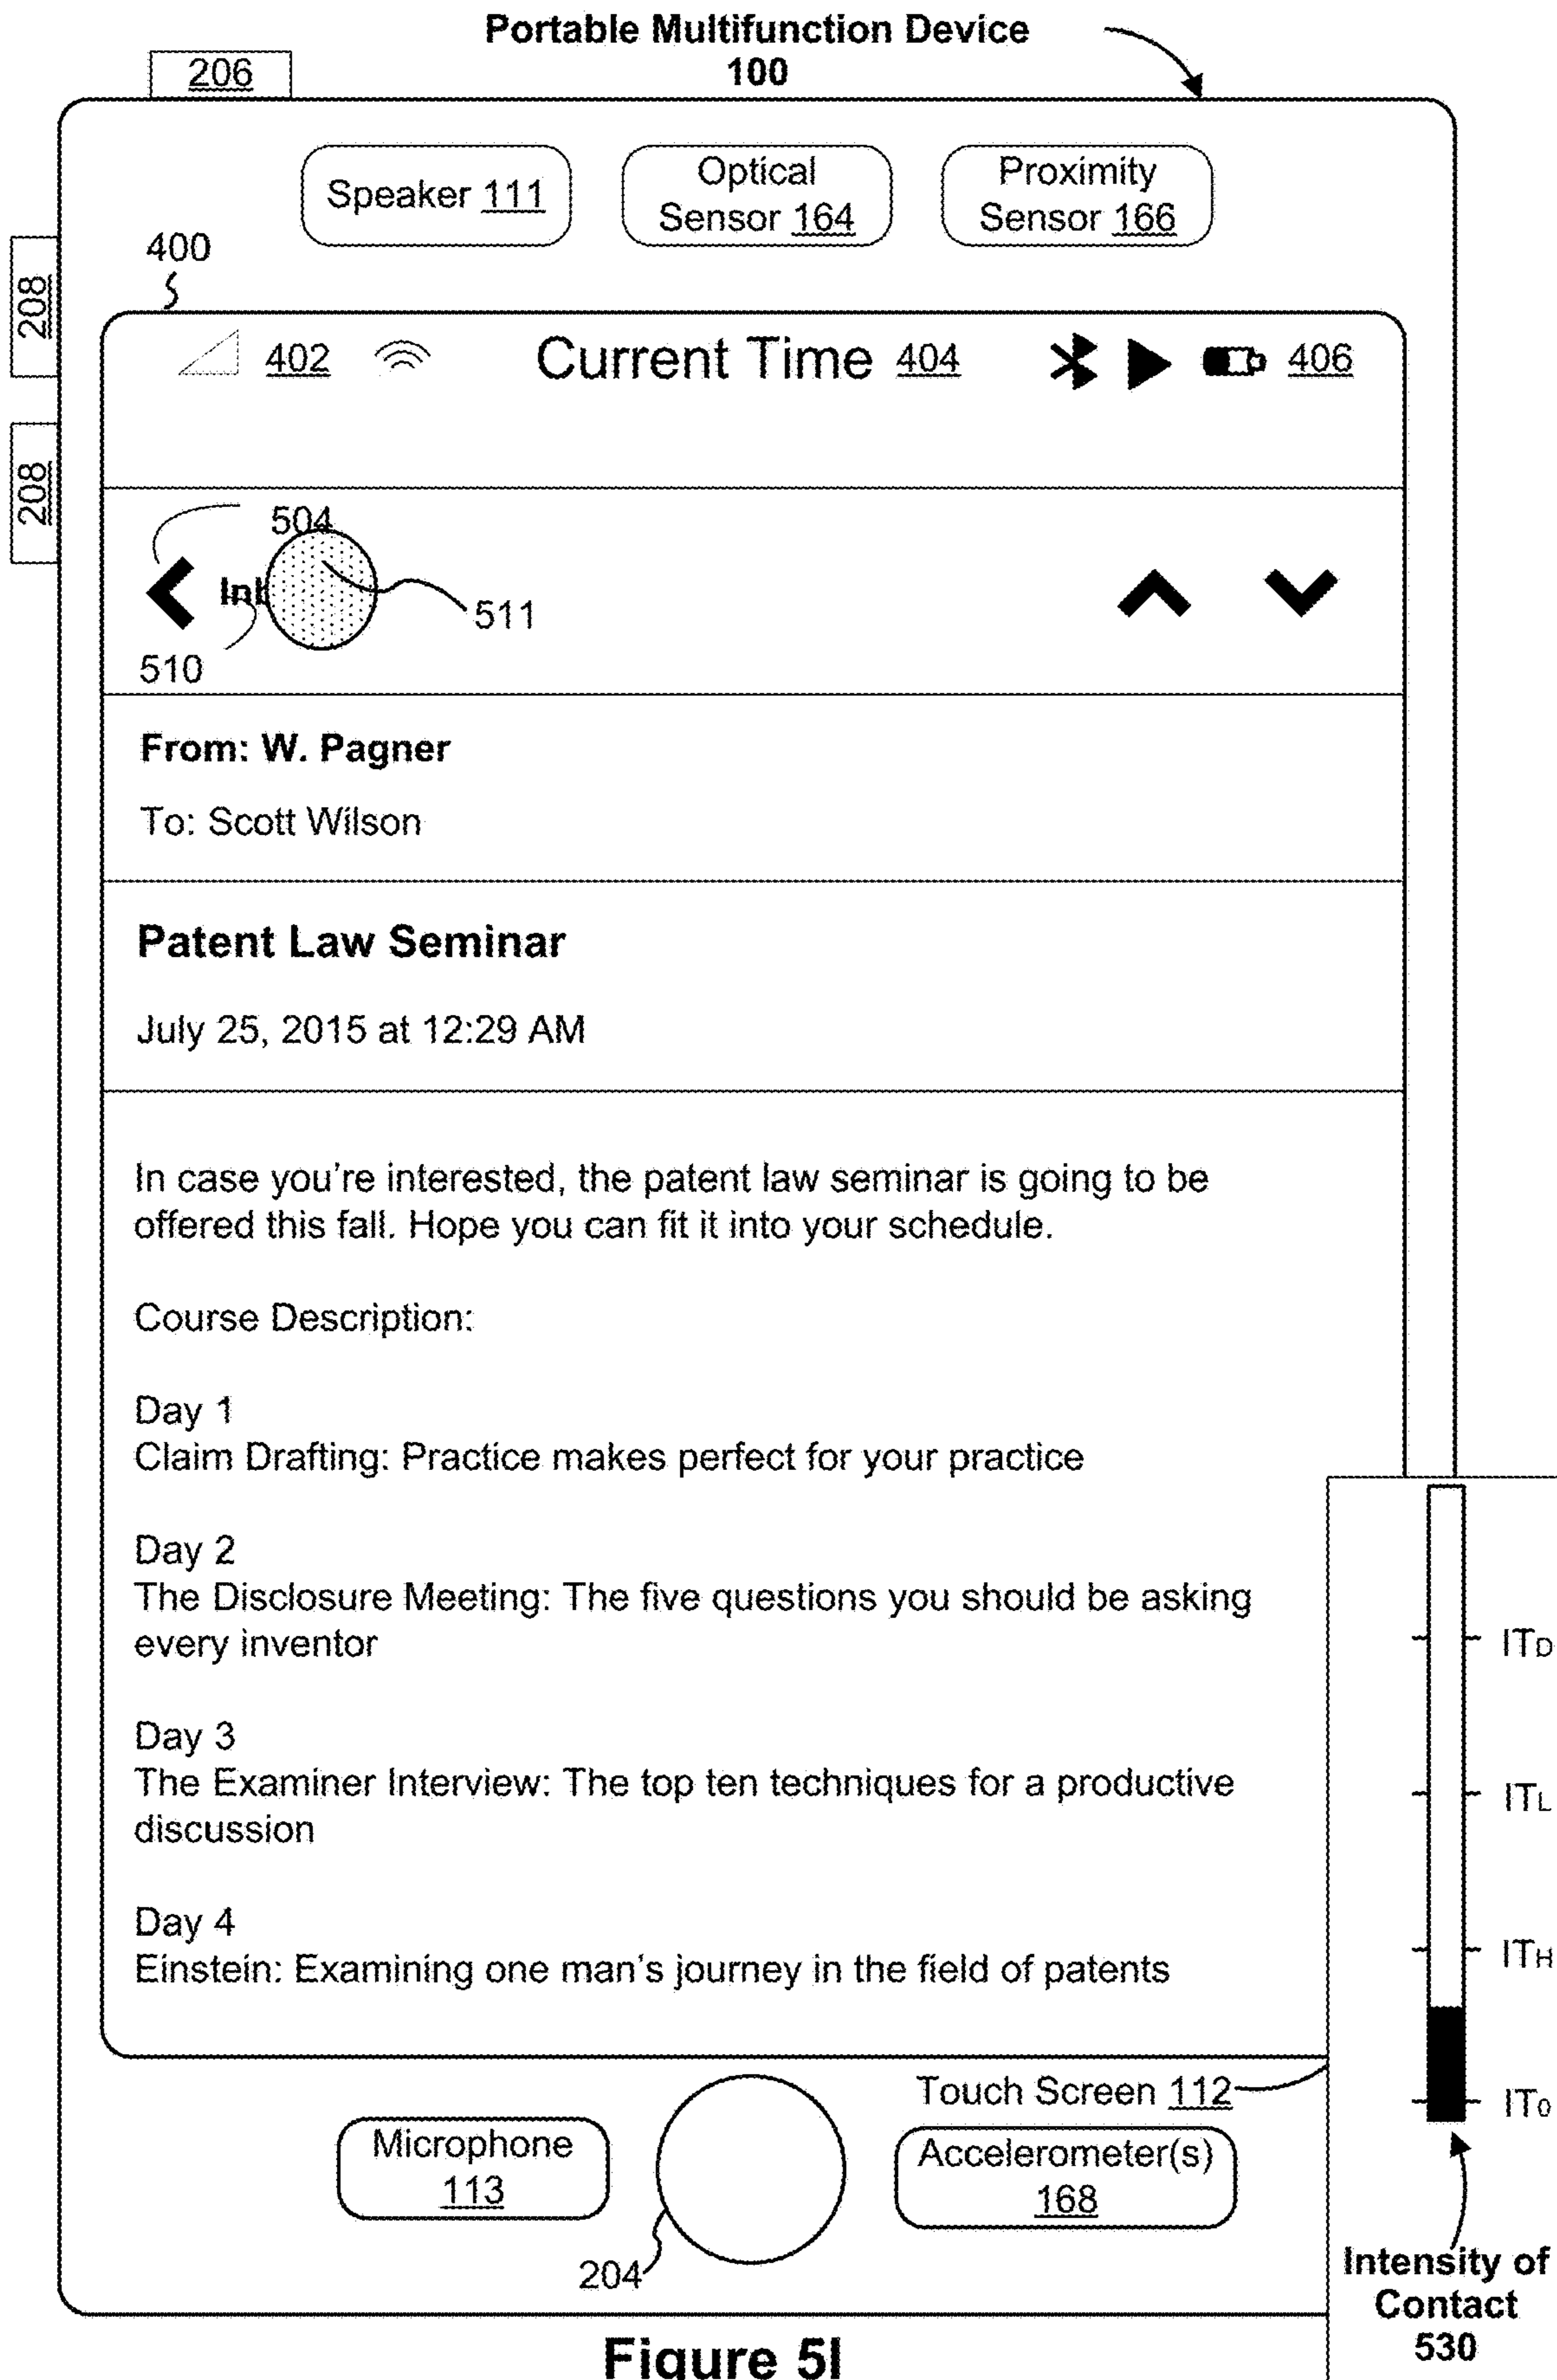 Portable Multifunction Device
100
206
Speaker 111
Optical
Sensor 164
Proximity
Sensor 166
400
208
208
402
Current Time 404
406
504
511
510
From: W. Pagner
To: Scott Wilson
Patent Law Seminar
July 25, 2015 at 12:29 AM
In case you're interested, the patent law seminar is going to be
offered this fall. Hope you can fit it into your schedule.
Course Description:
Day 1
Claim Drafting: Practice makes perfect for your practice
Day 2
The Disclosure Meeting: The five questions you should be asking
every inventor
Day 3
The Examiner Interview: The top ten techniques for a productive
discussion
Day 4
Einstein: Examining one man's journey in the field of patents
ITD
ITL
ITH
IT0
Touch Screen 112
Microphone
113
Accelerometer(s)
168
204
Intensity of
Contact
530
Figure 5I